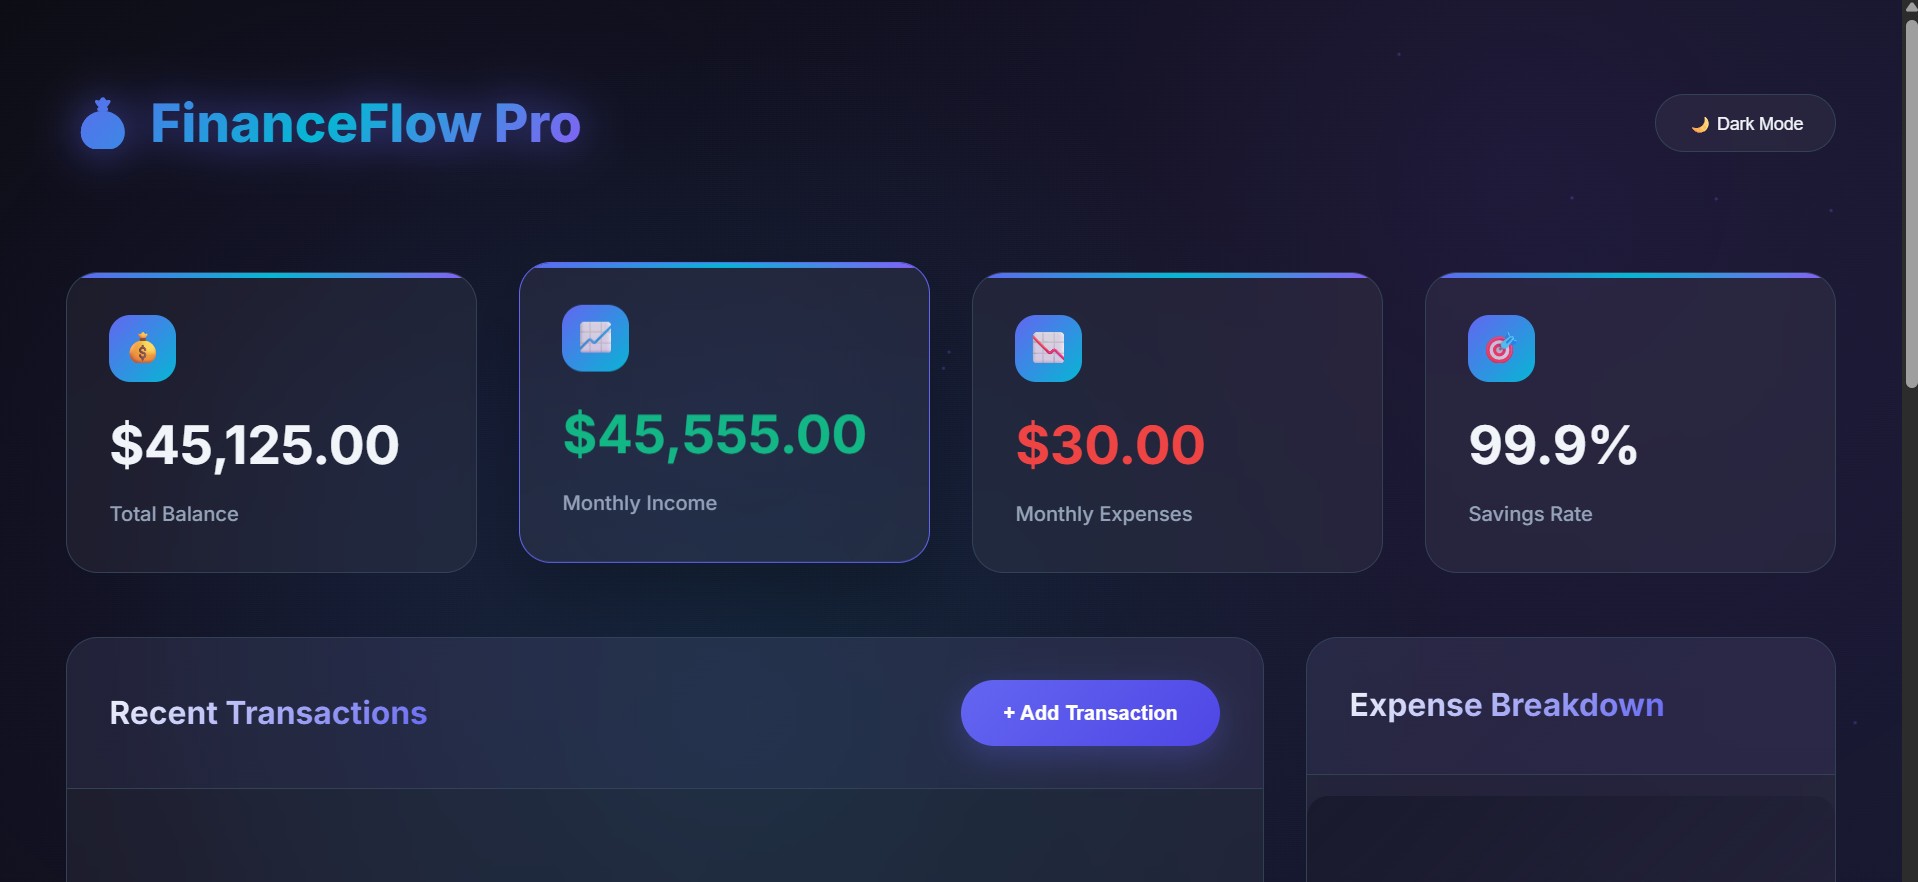 FinanceFlow Pro
🌙 Dark Mode
$45,125.00
Total Balance
$45,555.00
Monthly Income
$30.00
Monthly Expenses
99.9%
Savings Rate
Recent Transactions
+ Add Transaction
Expense Breakdown